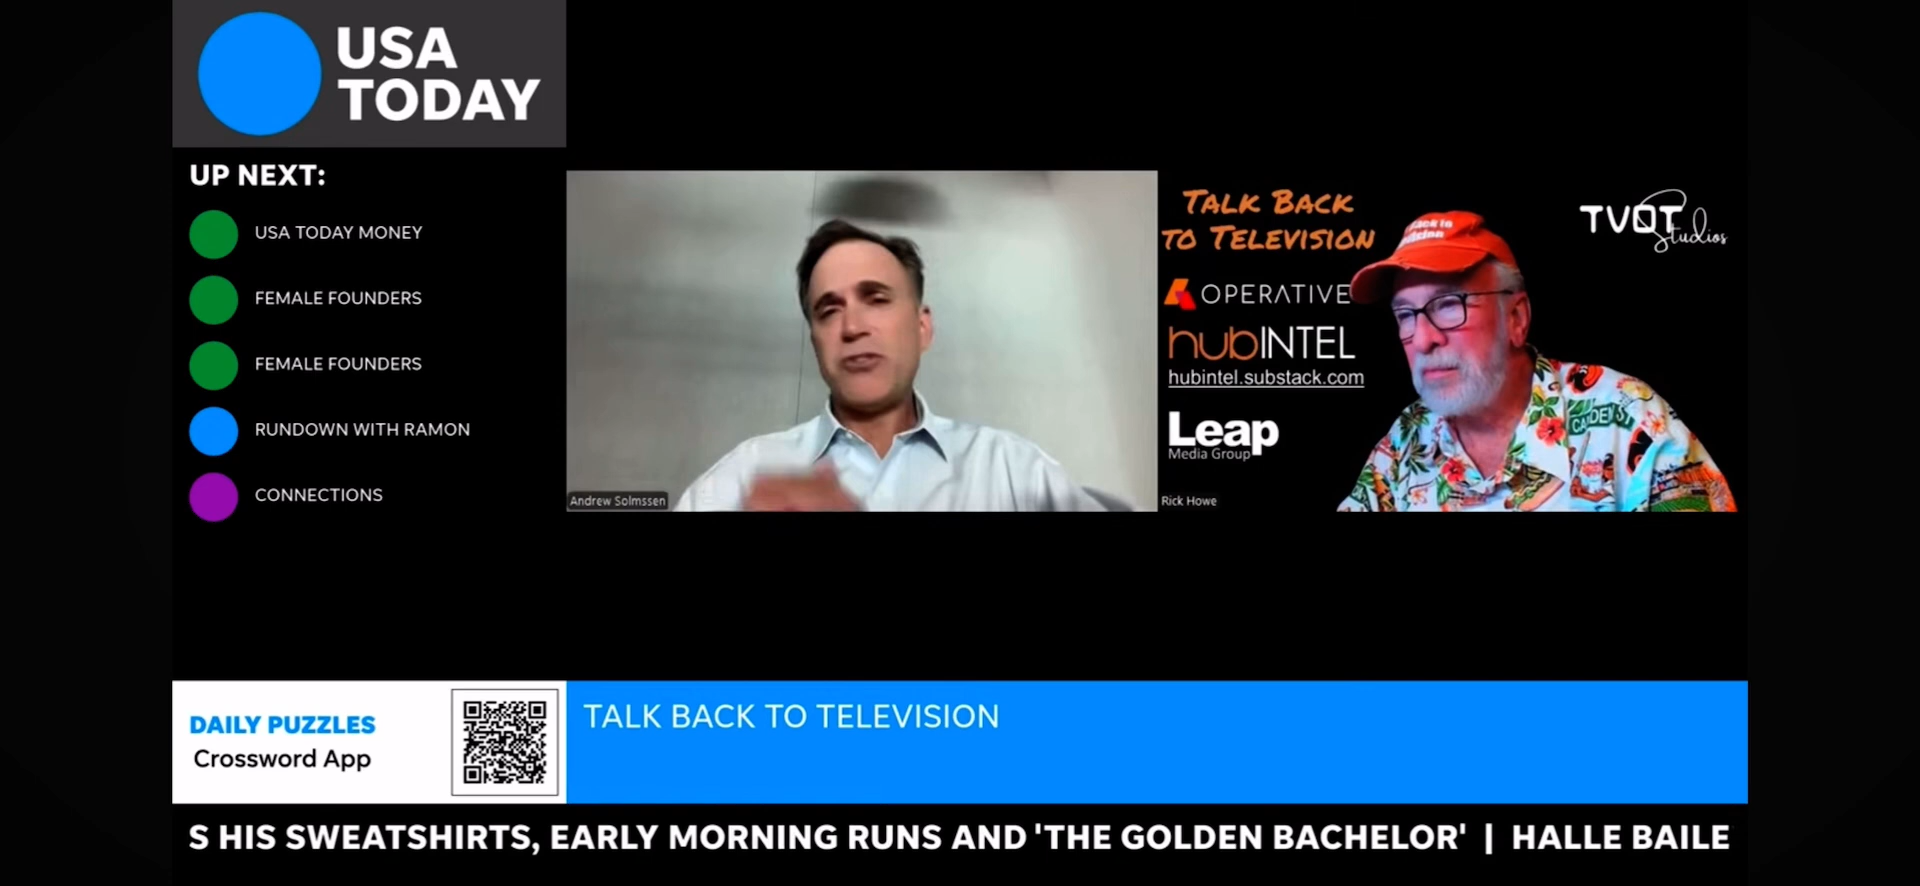 USA
TODAY
UP NEXT:
USA TODAY MONEY
FEMALE FOUNDERS
FEMALE FOUNDERS
RUNDOWN WITH RAMON
CONNECTIONS
Andrew Solmssen
TALK BACK
TO TELEVISION
OPERATIVE
hubINTEL
hubintel.substack.com
Leap
Media Group
Rick Howe
TVOT
Studios
DAILY PUZZLES
Crossword App
TALK BACK TO TELEVISION
S HIS SWEATSHIRTS, EARLY MORNING RUNS AND 'THE GOLDEN BACHELOR' | HALLE BAILE